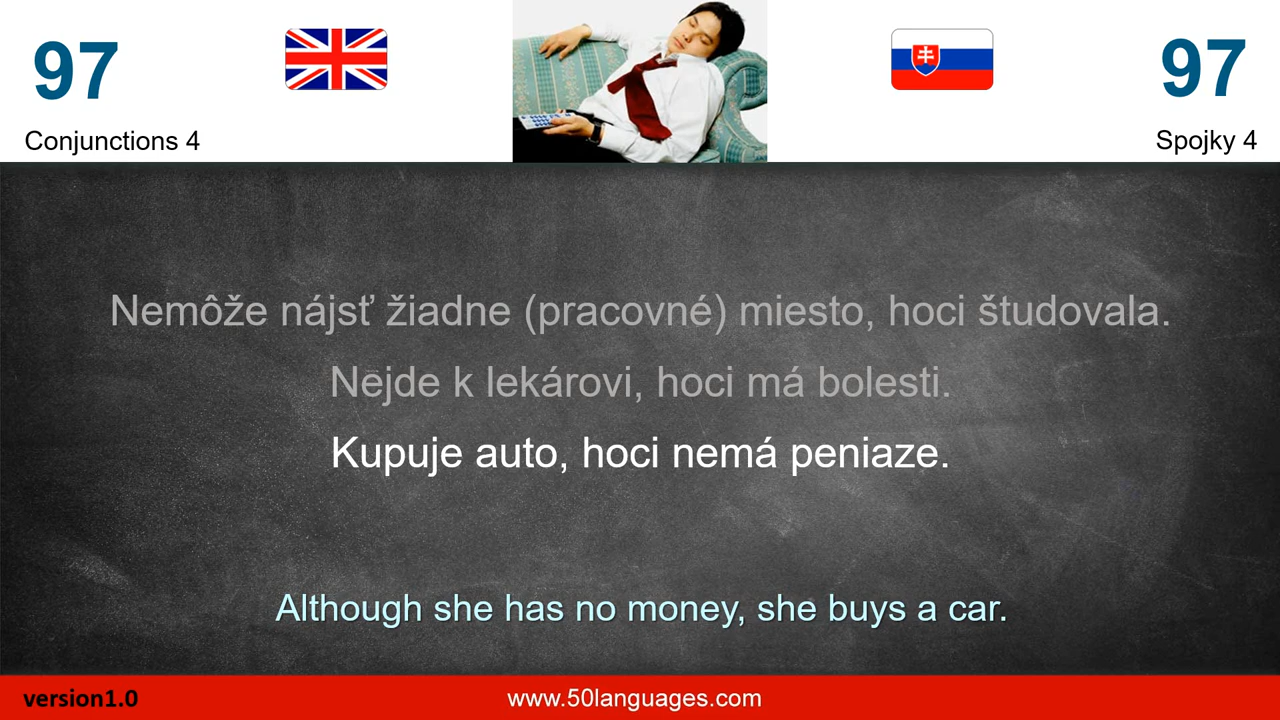 97
97
Conjunctions 4
Spojky 4
Nemôže nájsť žiadne (pracovné) miesto, hoci študovala.
Nejde k lekárovi, hoci má bolesti.
Kupuje auto, hoci nemá peniaze.
Although she has no money, she buys a car.
version1.0
www.50languages.com